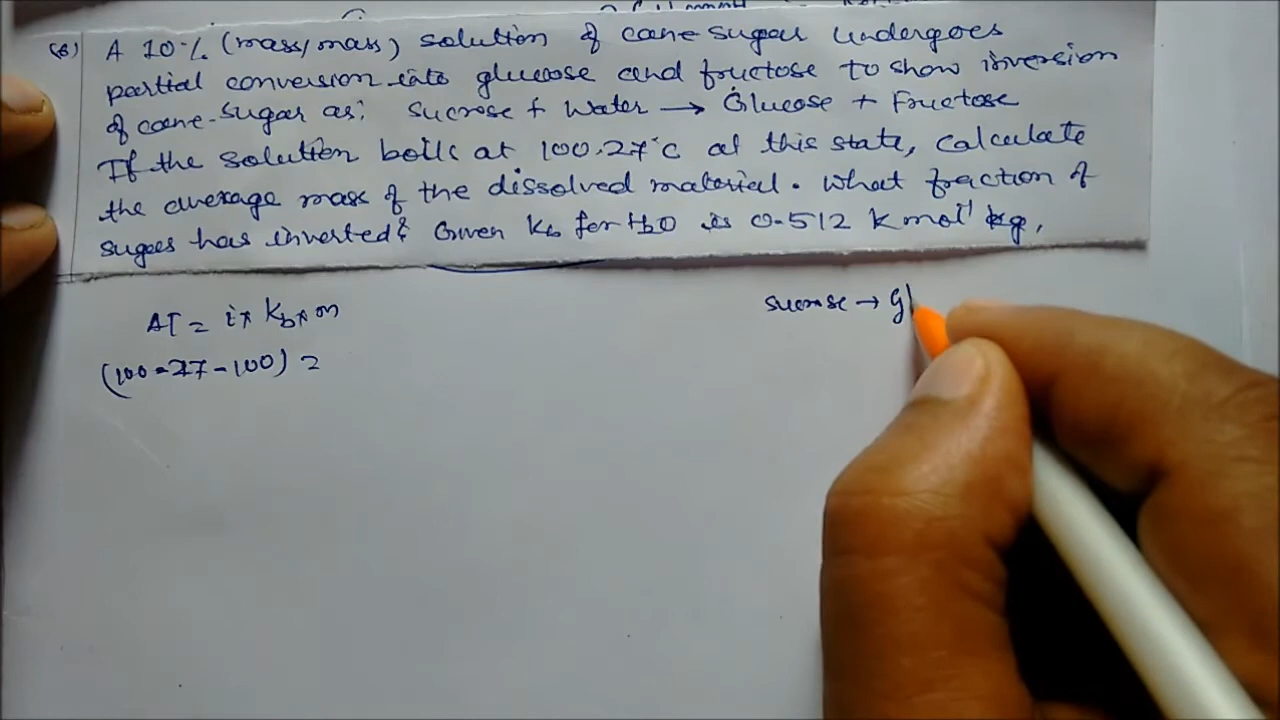 (6) A 10% (mass/mass) solution of cane sugar undergoes
partial conversion into glucose and fructose to show inversion
of cane-sugar as: Sucrose + Water → Glucose + Fructose
If the solution boils at 100.27°C at this state, Calculate
the average mass of the dissolved material. What fraction of
sugar has inverted? Given Kb for H2O is 0.512 K mol⁻¹ kg.
ΔT = i * Kb * m
(100.27-100) =
sucrose → gl